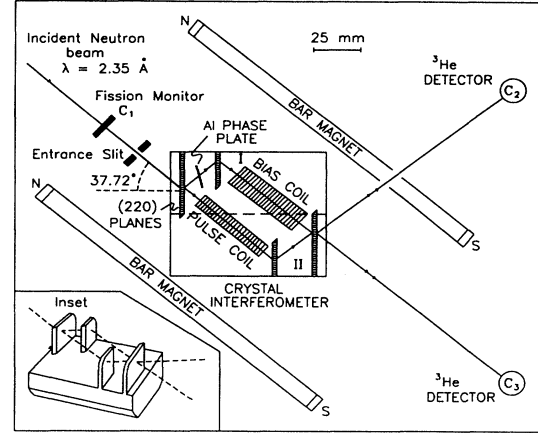 N
Incident Neutron
beam
λ = 2.35 Å
25 mm
³He
DETECTOR
C₂
Fission Monitor
C₁
Al PHASE
PLATE
I
BAR MAGNET
Entrance Slit
37.72°
BIAS COIL
N
(220)
PLANES
PULSE COIL
II
S
CRYSTAL
INTERFEROMETER
BAR MAGNET
Inset
³He
DETECTOR
C₃
S